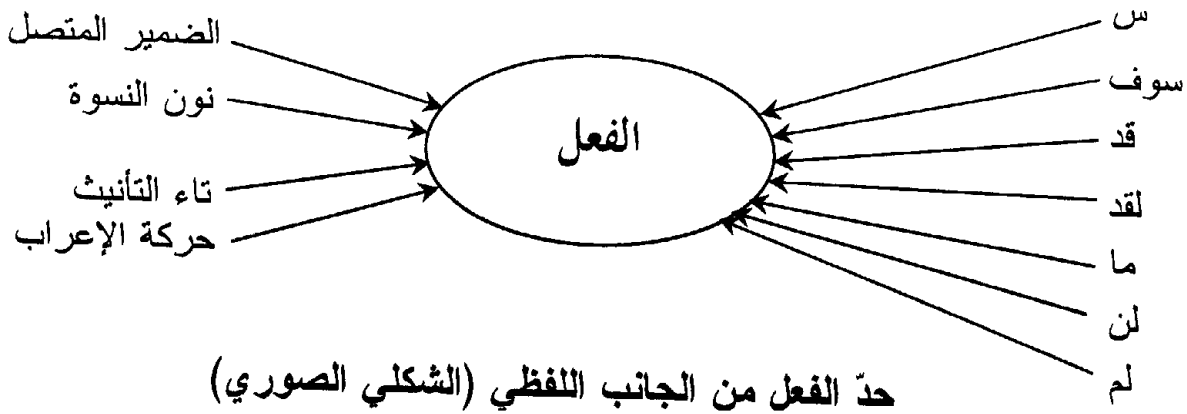 س
سوف
قد
لقد
ما
لن
لم
الفعل
الضمير المتصل
نون النسوة
تاء التأنيث
حركة الإعراب
حدّ الفعل من الجانب اللفظي (الشكلي الصوري)